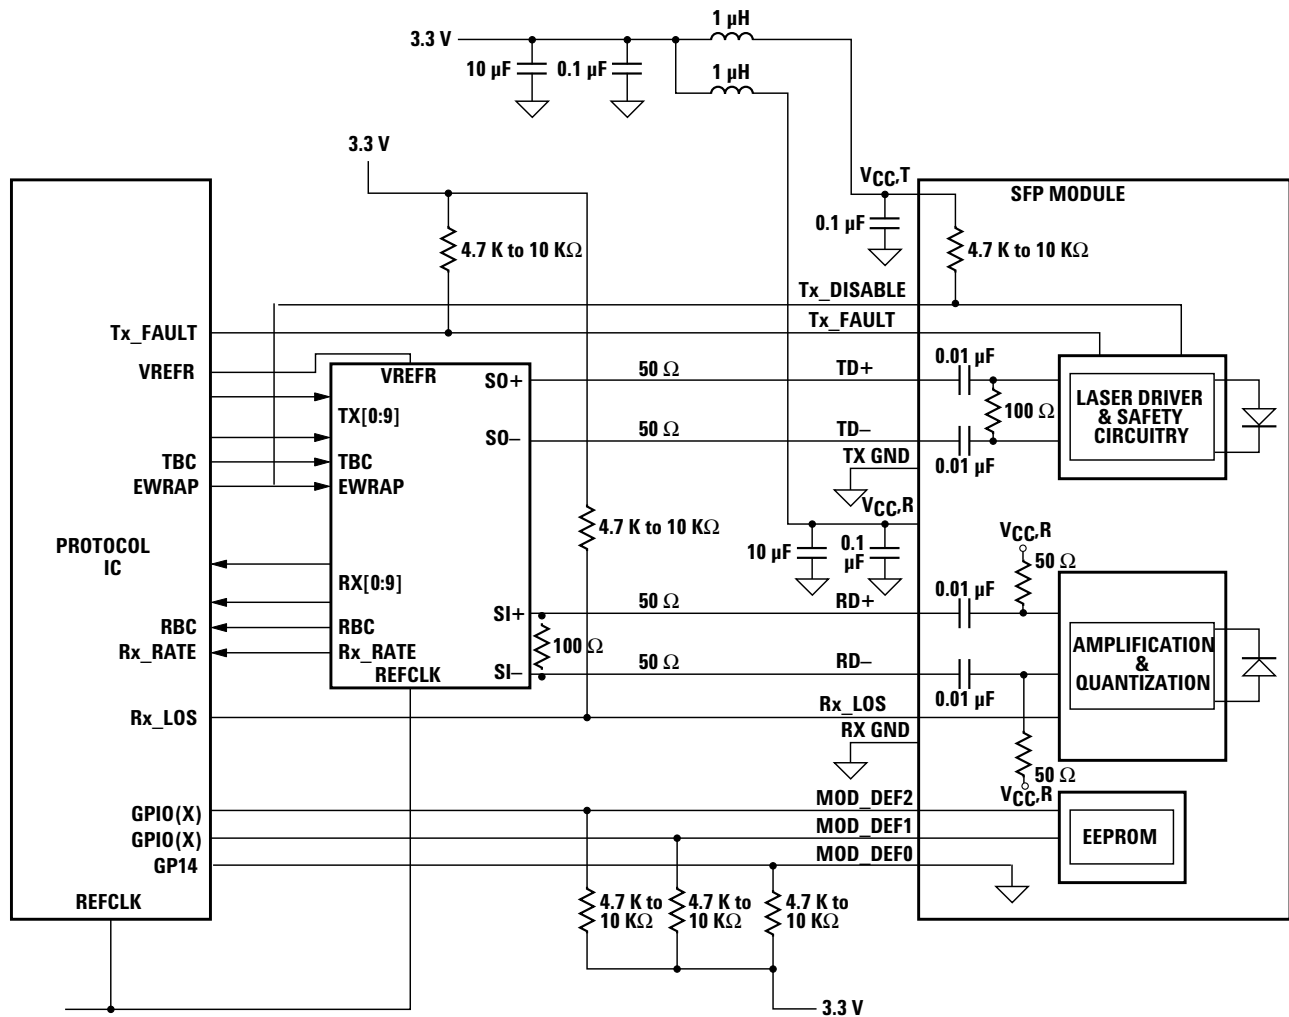 1 µH
3.3 V
10 µF
0.1 µF
1 µH
3.3 V
VCC,T
SFP MODULE
0.1 µF
4.7 K to 10 KΩ
4.7 K to 10 KΩ
Tx_DISABLE
Tx_FAULT
Tx_FAULT
VREFR
VREFR
SO+
50 Ω
TD+
0.01 µF
TX[0:9]
100 Ω
LASER DRIVER
& SAFETY
CIRCUITRY
SO–
50 Ω
TD–
0.01 µF
TX GND
TBC
TBC
EWRAP
EWRAP
VCC,R
4.7 K to 10 KΩ
10 µF
0.1
µF
VCC,R
50 Ω
PROTOCOL
IC
RX[0:9]
SI+
50 Ω
RD+
0.01 µF
RBC
RBC
Rx_RATE
Rx_RATE
100 Ω
AMPLIFICATION
&
QUANTIZATION
REFCLK
SI–
50 Ω
RD–
0.01 µF
Rx_LOS
Rx_LOS
RX GND
50 Ω
VCC,R
GPIO(X)
MOD_DEF2
GPIO(X)
MOD_DEF1
EEPROM
GP14
MOD_DEF0
REFCLK
4.7 K to
10 KΩ
4.7 K to
10 KΩ
4.7 K to
10 KΩ
3.3 V